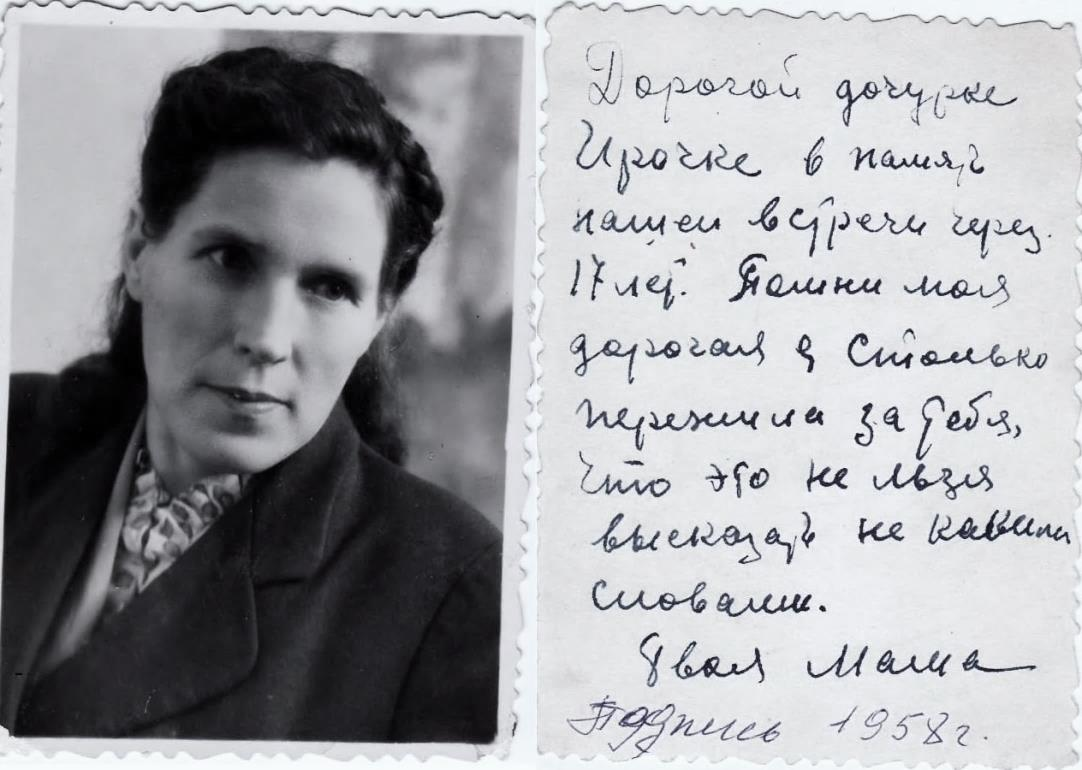 Дорогой дочурке
Ирочке в память
нашей встречи через
17 лет. Помни моя
дорогая я столько
пережила за тебя,
что это не льзя
высказать не какими
словами.
Твоя Мама
Подпись 1958 г.